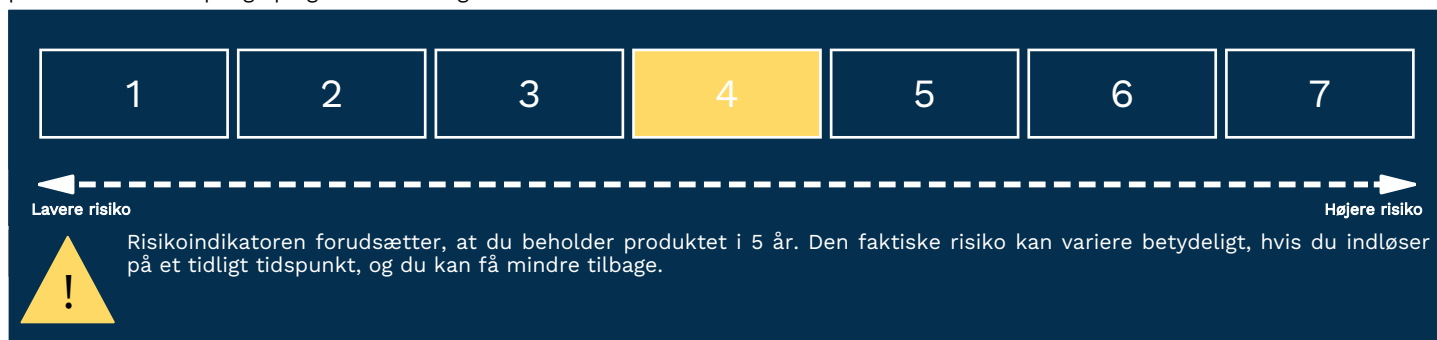 1 2 3 4 5 6 7
Lavere risiko Højere risiko
Risikoindikatoren forudsætter, at du beholder produktet i 5 år. Den faktiske risiko kan variere betydeligt, hvis du indløser
på et tidligt tidspunkt, og du kan få mindre tilbage.
!